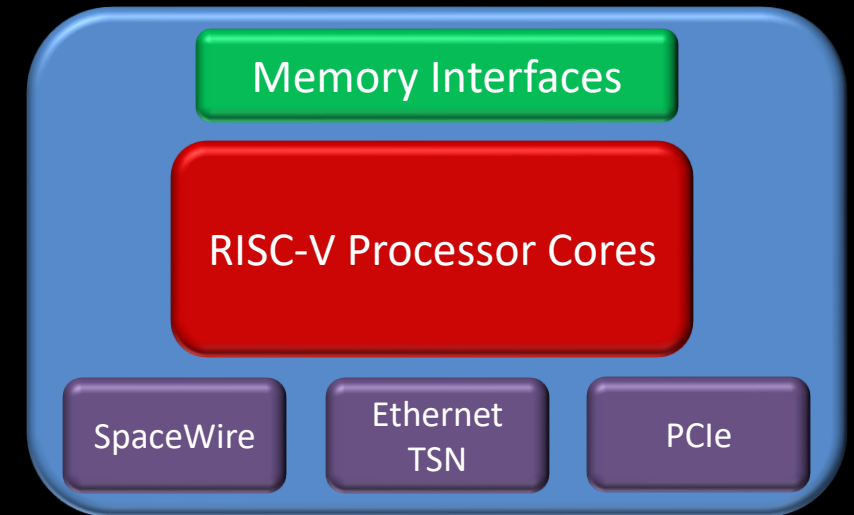 Memory Interfaces
RISC-V Processor Cores
SpaceWire
Ethernet
TSN
PCIe